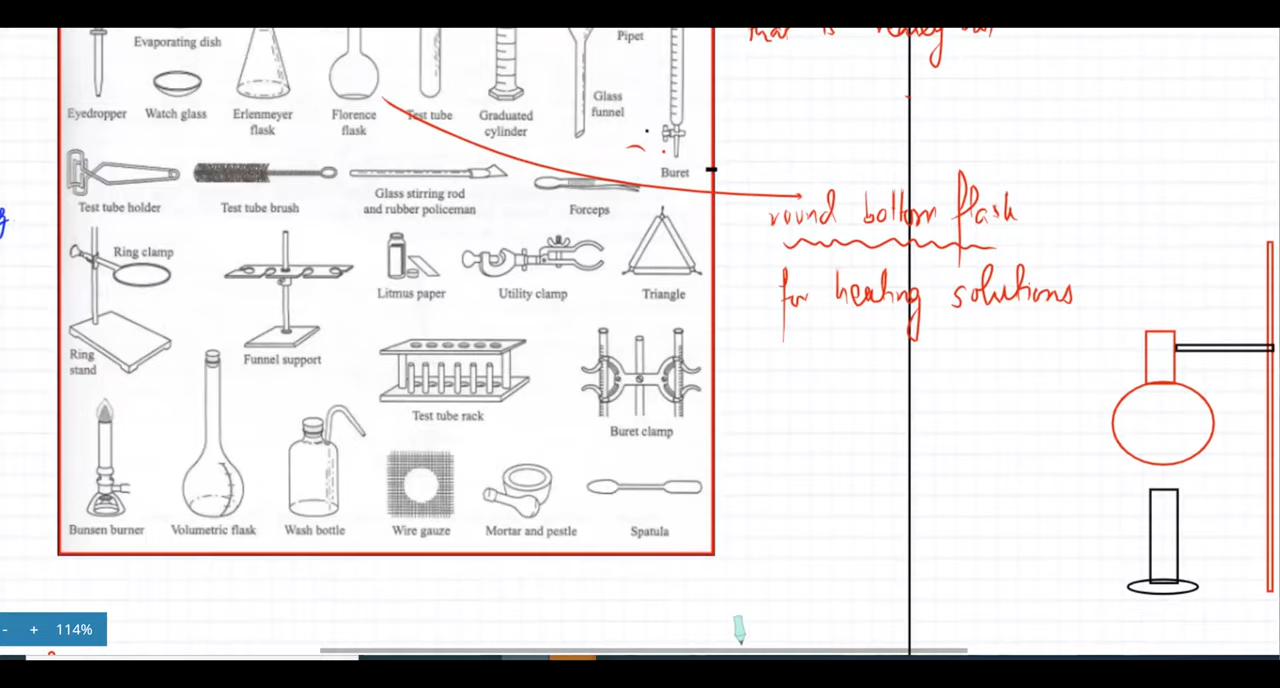 that is
Evaporating dish
Pipet
Eyedropper
Watch glass
Erlenmeyer
flask
Florence
flask
Test tube
Graduated
cylinder
Glass
funnel
Buret
Test tube holder
Test tube brush
Glass stirring rod
and rubber policeman
Forceps
round bottom flask
for heating solutions
Ring clamp
Litmus paper
Utility clamp
Triangle
Ring
stand
Funnel support
Test tube rack
Buret clamp
Bunsen burner
Volumetric flask
Wash bottle
Wire gauze
Mortar and pestle
Spatula
- + 114%